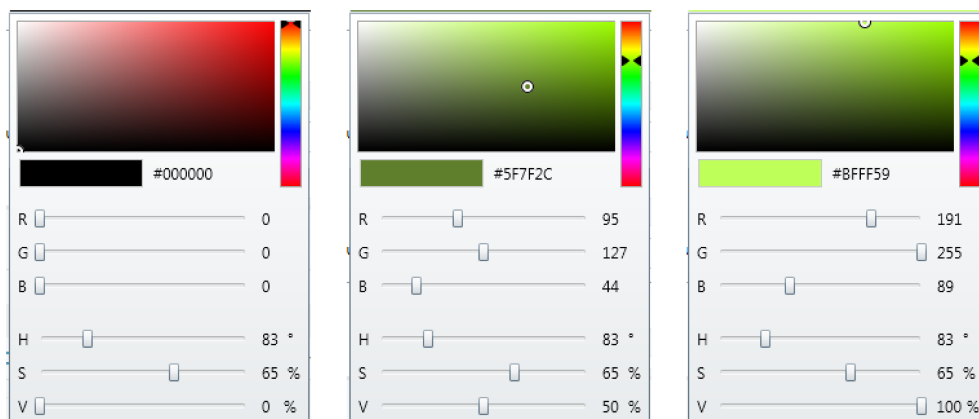 #000000
R 0
G 0
B 0
H 83 °
S 65 %
V 0 %
#5F7F2C
R 95
G 127
B 44
H 83 °
S 65 %
V 50 %
#BFFF59
R 191
G 255
B 89
H 83 °
S 65 %
V 100 %